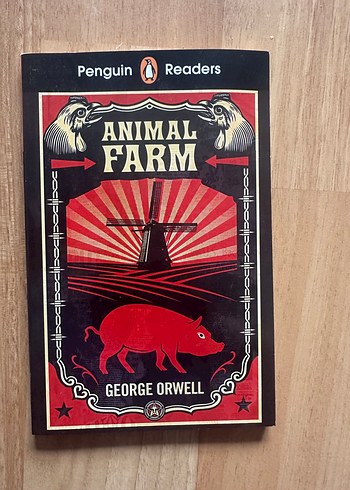 Penguin Readers
ANIMAL
FARM
GEORGE ORWELL